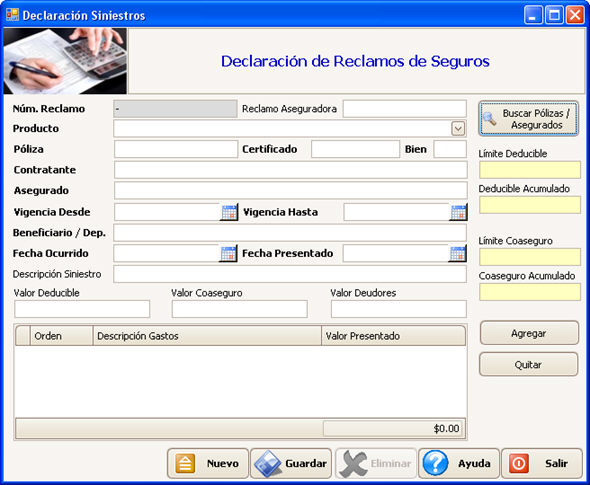 Declaración Siniestros
Declaración de Reclamos de Seguros
Núm. Reclamo - Reclamo Aseguradora
Buscar Pólizas /
Asegurados
Producto
Póliza Certificado Bien
Límite Deducible
Contratante
Asegurado
Deducible Acumulado
Vigencia Desde Vigencia Hasta
Beneficiario / Dep.
Límite Coaseguro
Fecha Ocurrido Fecha Presentado
Descripción Siniestro
Coaseguro Acumulado
Valor Deducible Valor Coaseguro Valor Deudores
Orden Descripción Gastos Valor Presentado
Agregar
Quitar
$0.00
Nuevo Guardar Eliminar Ayuda Salir